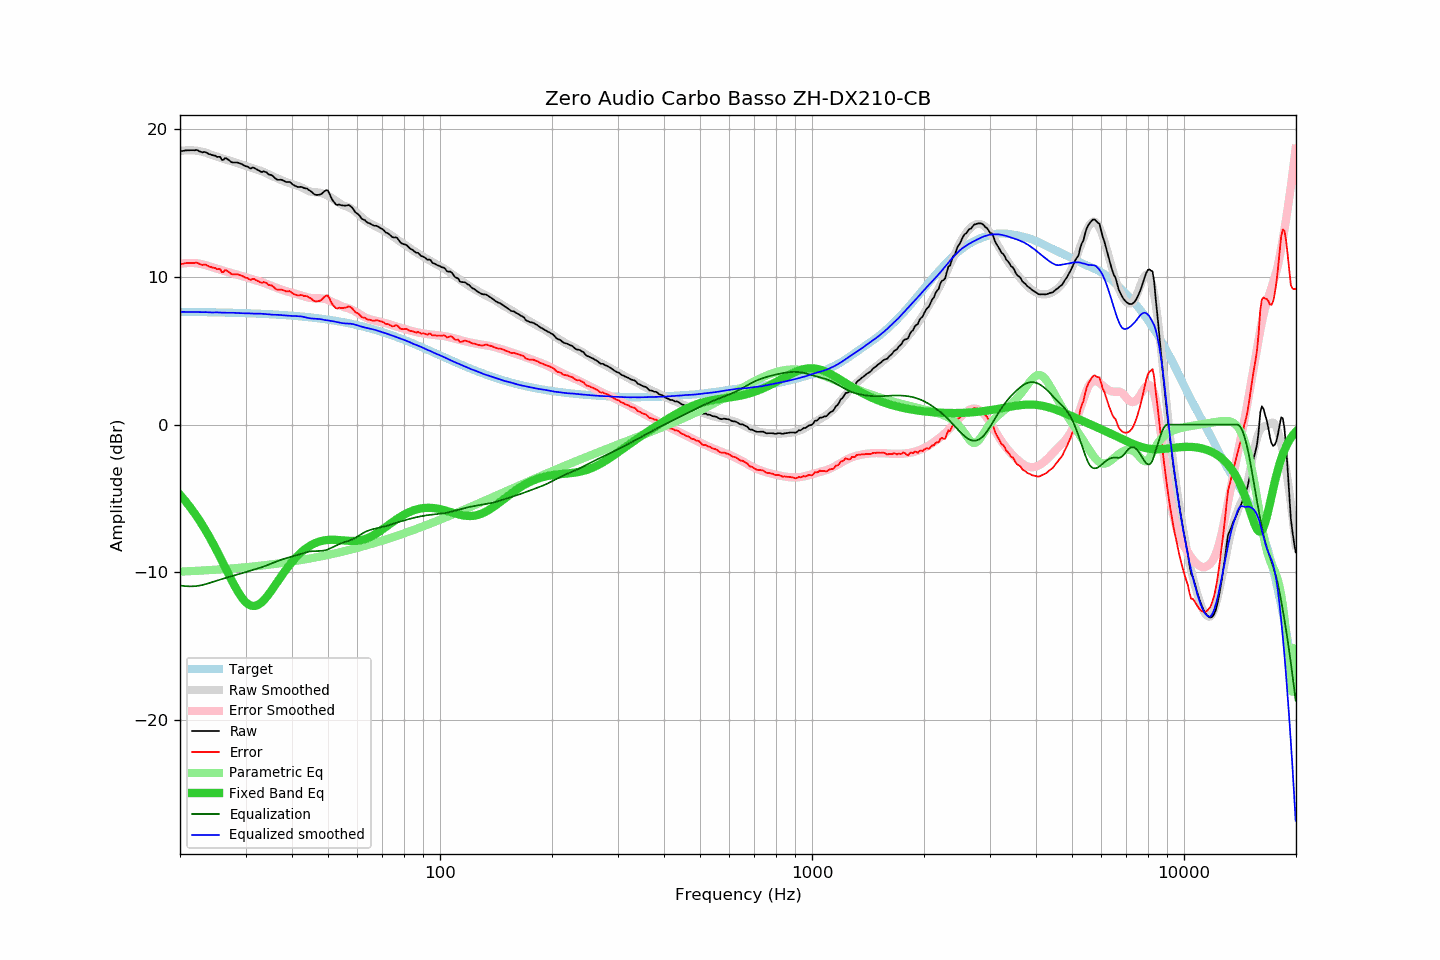 Zero Audio Carbo Basso ZH-DX210-CB
20
10
0
−10
−20
Amplitude (dBr)
Target
Raw Smoothed
Error Smoothed
Raw
Error
Parametric Eq
Fixed Band Eq
Equalization
Equalized smoothed
100
1000
10000
Frequency (Hz)